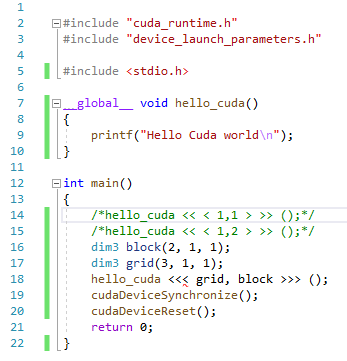 1
2 #include "cuda_runtime.h"
3 #include "device_launch_parameters.h"
4
5 #include <stdio.h>
6
7 __global__ void hello_cuda()
8 {
9 printf("Hello Cuda world\n");
10 }
11
12 int main()
13 {
14 /*hello_cuda << < 1,1 > >> ();*/
15 /*hello_cuda << < 1,2 > >> ();*/
16 dim3 block(2, 1, 1);
17 dim3 grid(3, 1, 1);
18 hello_cuda <<< grid, block >>> ();
19 cudaDeviceSynchronize();
20 cudaDeviceReset();
21 return 0;
22 }